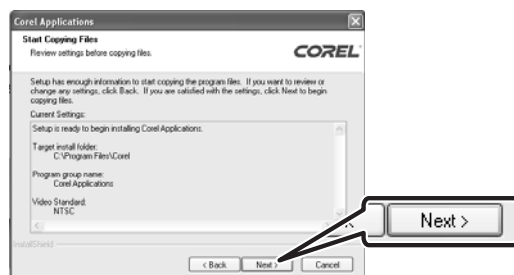 Corel Applications
Start Copying Files
Review settings before copying files.
COREL
Setup has enough information to start copying the program files. If you want to review or
change any settings, click Back. If you are satisfied with the settings, click Next to begin
copying files.
Current Settings:
Setup is ready to begin installing Corel Applications.
Target install folder:
C:\Program Files\Corel
Program group name:
Corel Applications
Video Standard:
NTSC
InstallShield
< Back
Next >
Cancel
Next >